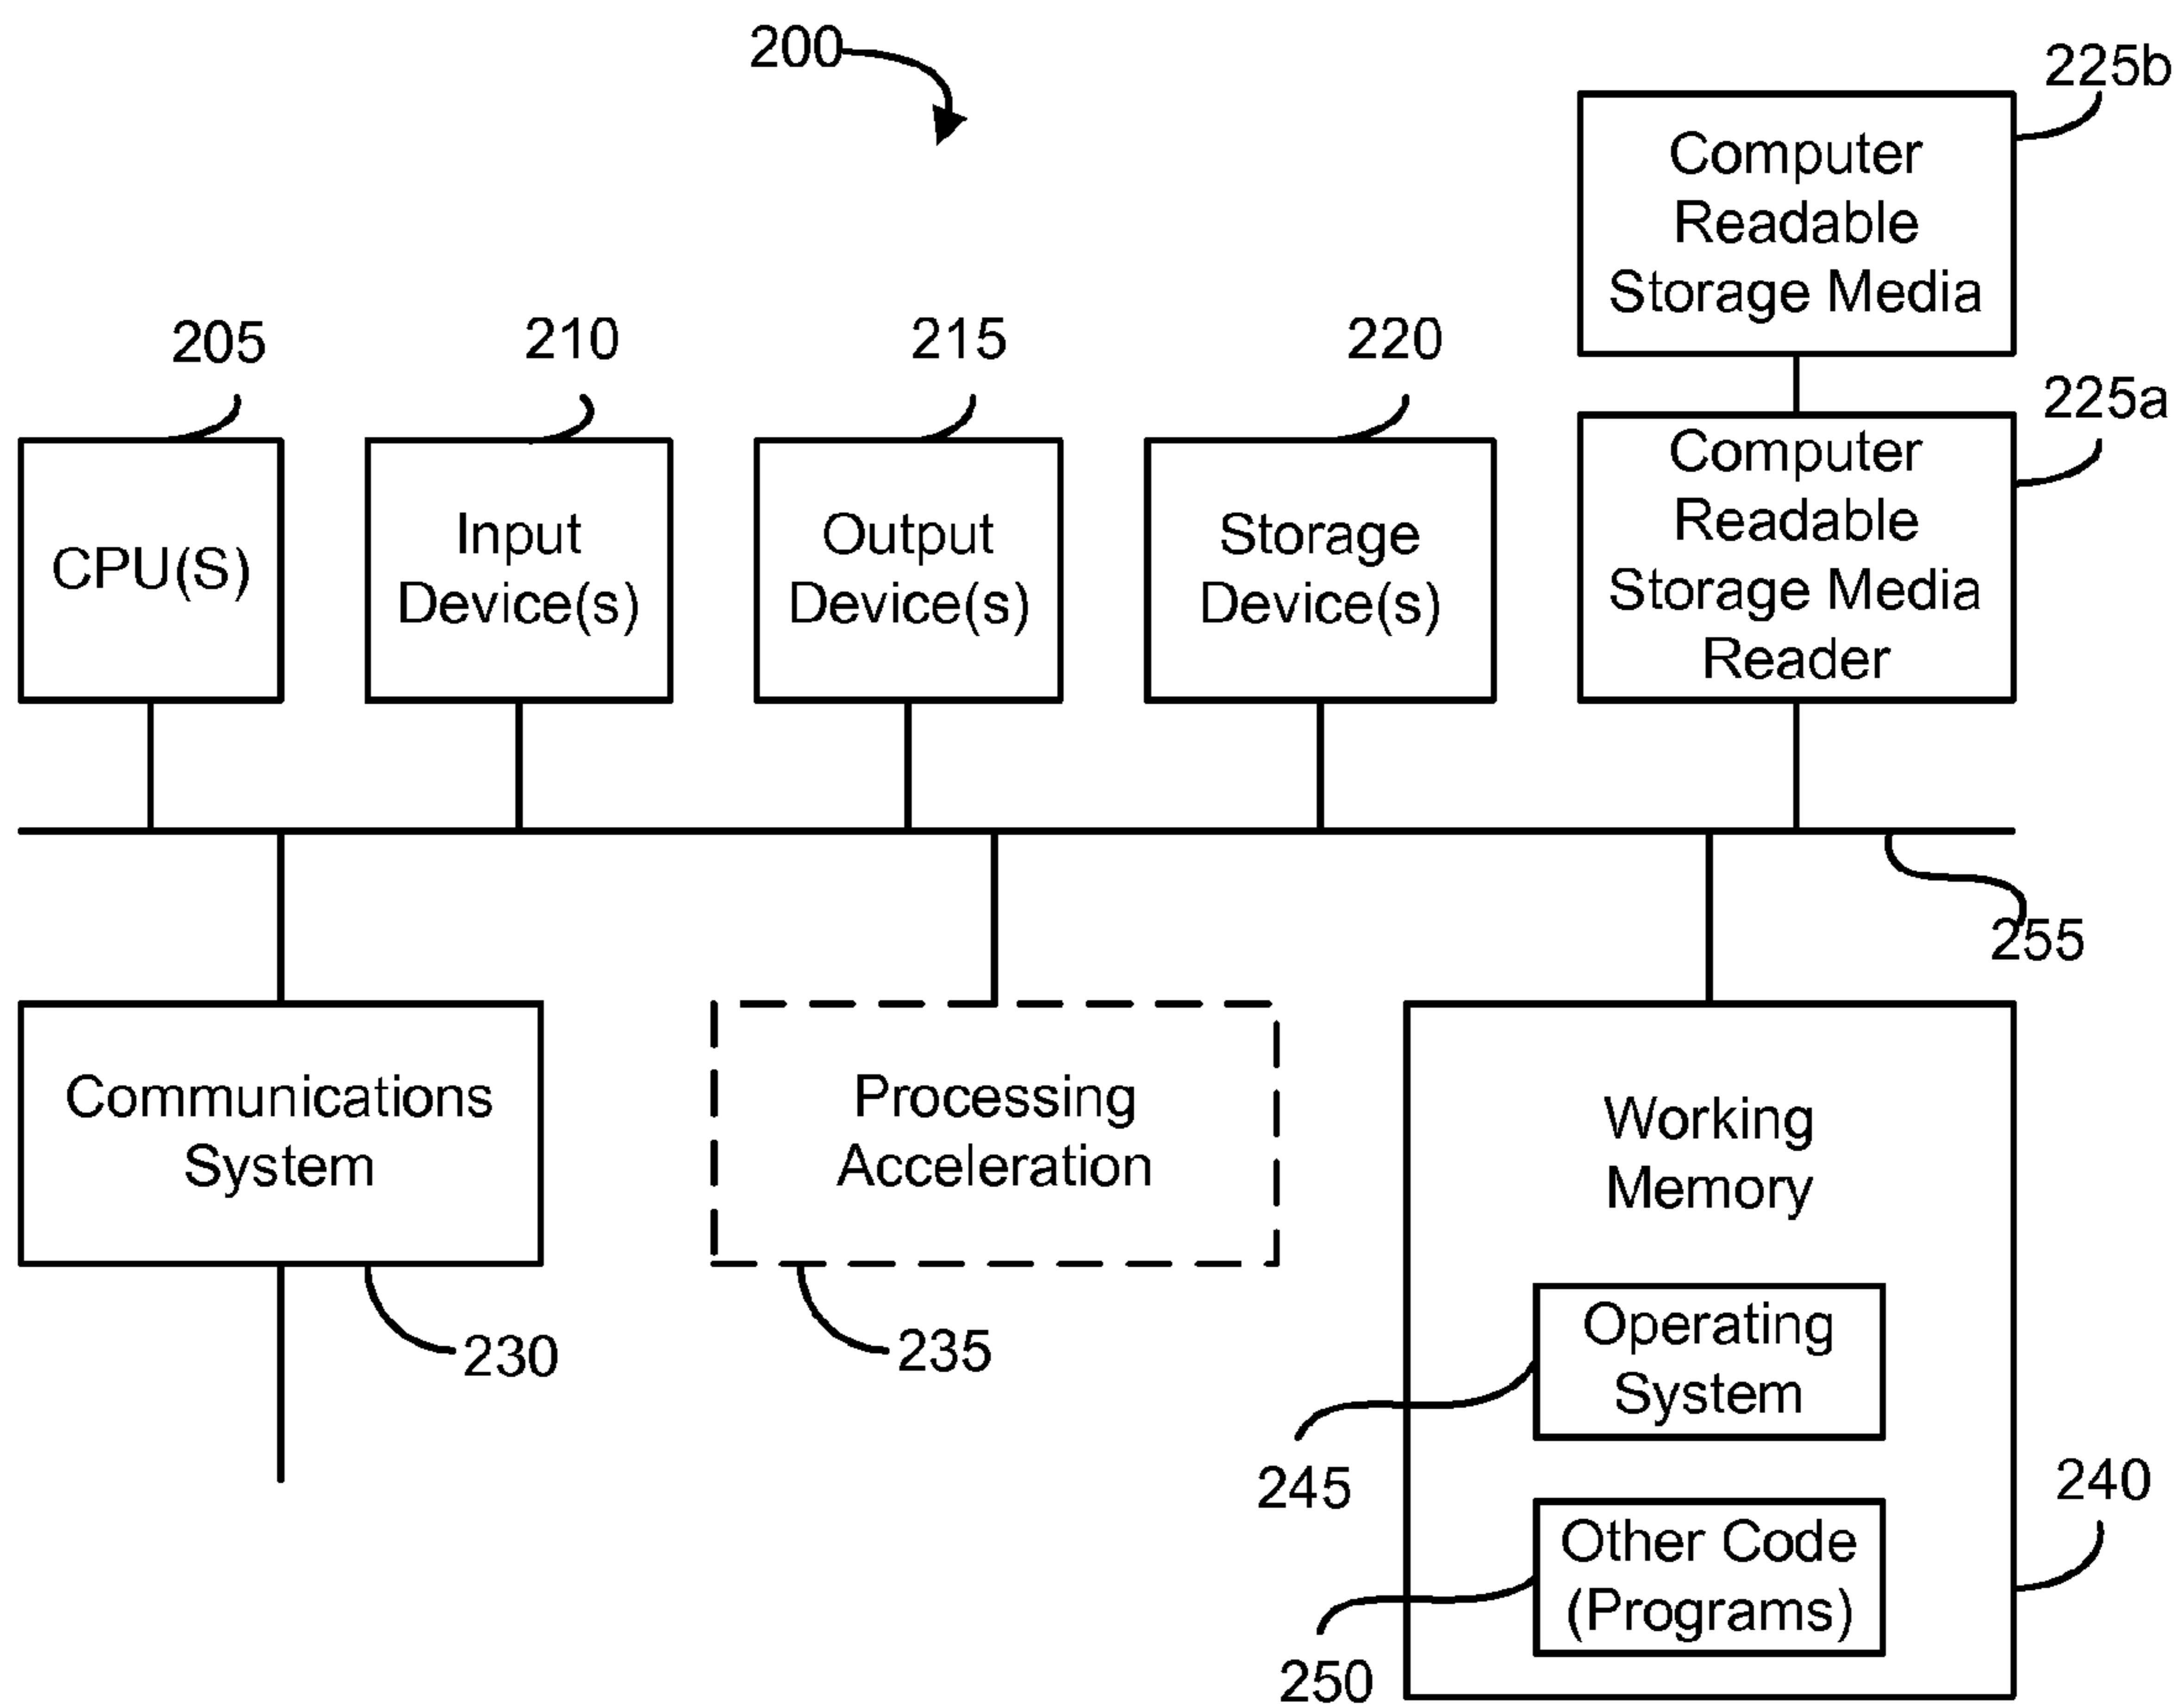 200
225b
Computer
Readable
Storage Media
205
210
215
220
225a
CPU(S)
Input
Device(s)
Output
Device(s)
Storage
Device(s)
Computer
Readable
Storage Media
Reader
255
Communications
System
230
Processing
Acceleration
235
Working
Memory
Operating
System
245
Other Code
(Programs)
240
250